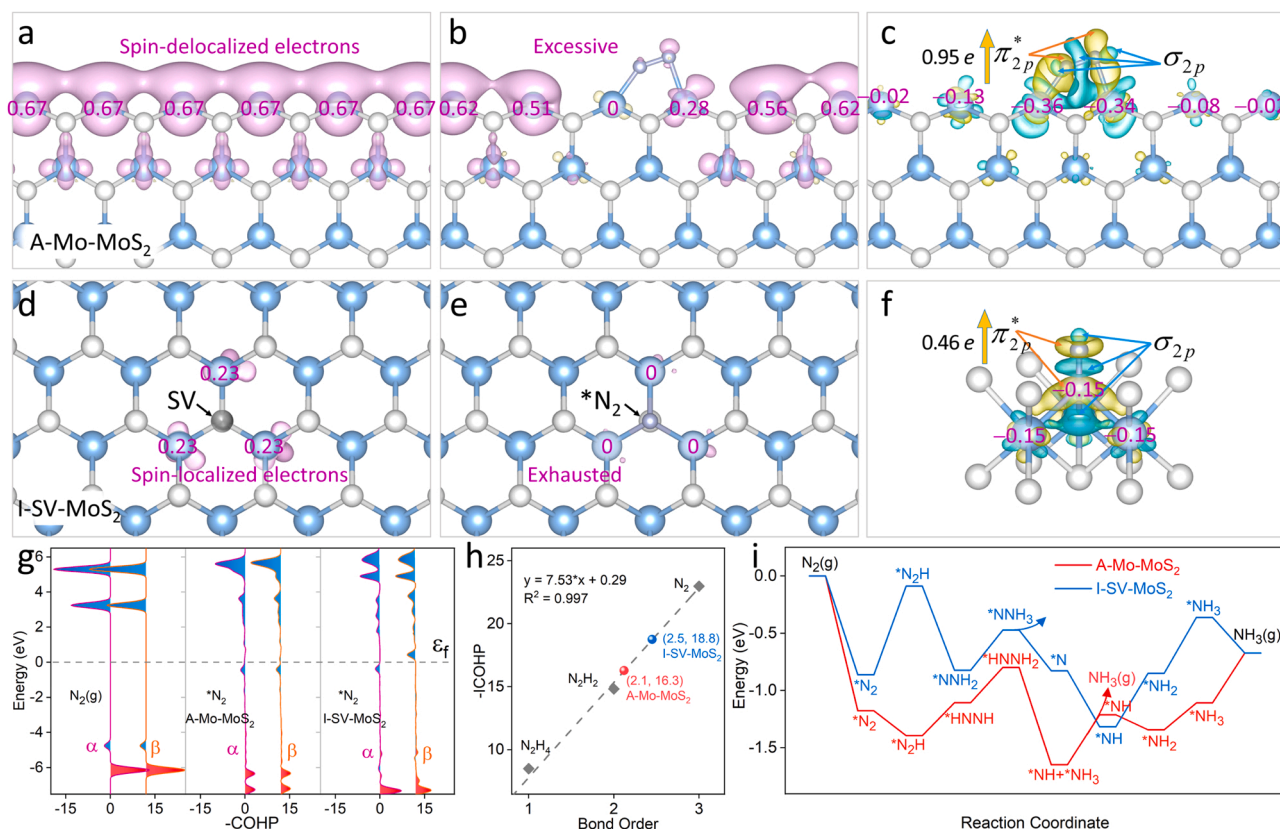 a
Spin-delocalized electrons
0.67 0.67 0.67 0.67 0.67 0.67
A-Mo-MoS₂
b
Excessive
0.62 0.51 0 0.28 0.56 0.62
c
0.95 e π*₂p σ₂p
−0.02 −0.13 −0.36 −0.34 −0.08 −0.02
d
0.23
SV
0.23 0.23
Spin-localized electrons
I-SV-MoS₂
e
0
*N₂
0 0
Exhausted
f
0.46 e π*₂p σ₂p
−0.15
−0.15 −0.15
g
Energy (eV)
6
4
2
0
-2
-4
-6
εf
N₂(g)
*N₂
A-Mo-MoS₂
*N₂
I-SV-MoS₂
α β α β α β
-15 0 15 -15 0 15 -15 0 15
-COHP
h
-ICOHP
25
20
15
10
y = 7.53*x + 0.29
R² = 0.997
N₂
(2.5, 18.8)
I-SV-MoS₂
N₂H₂
(2.1, 16.3)
A-Mo-MoS₂
N₂H₄
1 2 3
Bond Order
i
Energy (eV)
0.0
-0.5
-1.0
-1.5
A-Mo-MoS₂
I-SV-MoS₂
N₂(g)
*N₂H
*N₂
*NNH₂
*NNH₃
*N
*NH
*NH₂
*NH₃
NH₃(g)
*N₂
*N₂H
*HNNH
*HNNH₂
*NH+*NH₃
NH₃(g)
*NH
*NH₂
*NH₃
Reaction Coordinate